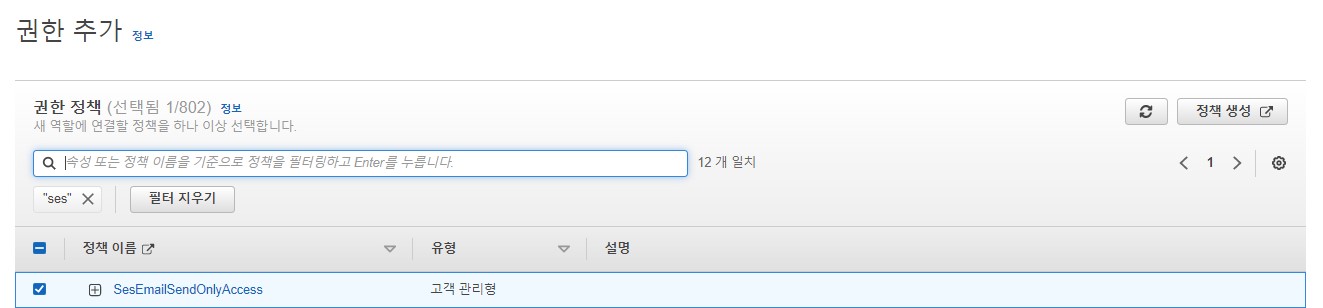 권한 추가 정보
권한 정책 (선택됨 1/802) 정보
새 역할에 연결할 정책을 하나 이상 선택합니다.
정책 생성
속성 또는 정책 이름을 기준으로 정책을 필터링하고 Enter를 누릅니다.
12 개 일치
1
"ses"
필터 지우기
정책 이름 유형 설명
SesEmailSendOnlyAccess 고객 관리형